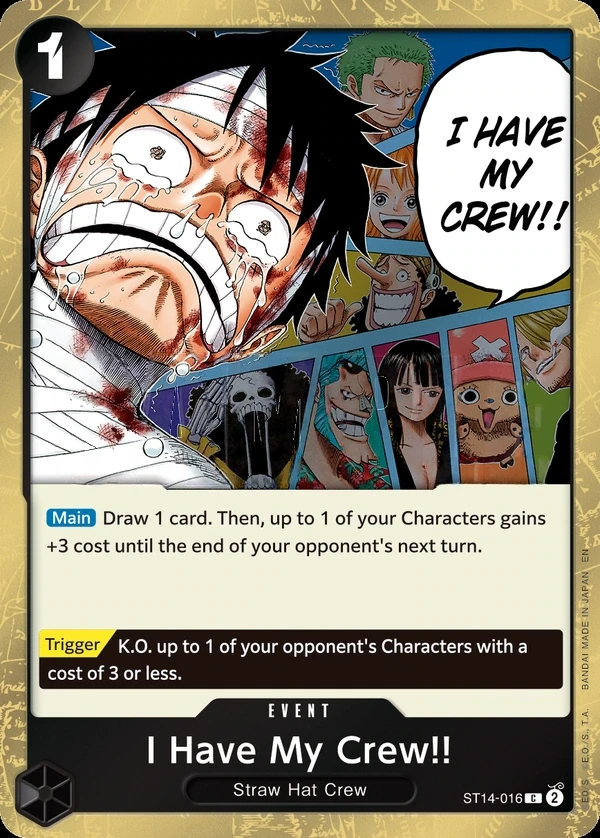 1
I HAVE
MY
CREW!!
Main Draw 1 card. Then, up to 1 of your Characters gains
+3 cost until the end of your opponent's next turn.
Trigger K.O. up to 1 of your opponent's Characters with a
cost of 3 or less.
EVENT
I Have My Crew!!
Straw Hat Crew
ST14-016 C 2
BANDAI MADE IN JAPAN EN